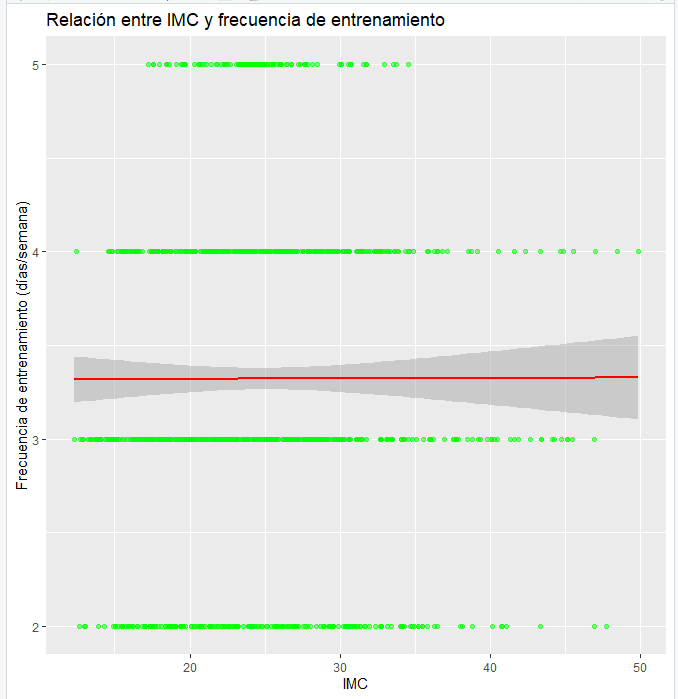 Relación entre IMC y frecuencia de entrenamiento
Frecuencia de entrenamiento (días/semana)
5
4
3
2
20
30
40
50
IMC